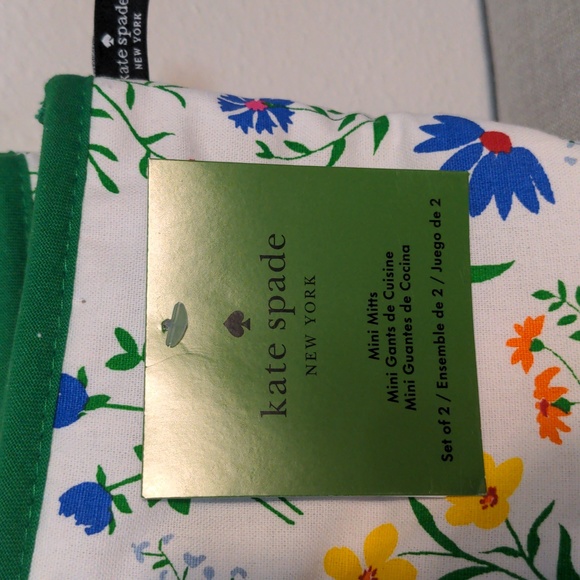 kate spade
NEW YORK
kate spade
NEW YORK
Mini Mitts
Mini Gants de Cuisine
Mini Guantes de Cocina
Set of 2 / Ensemble de 2 / Juego de 2